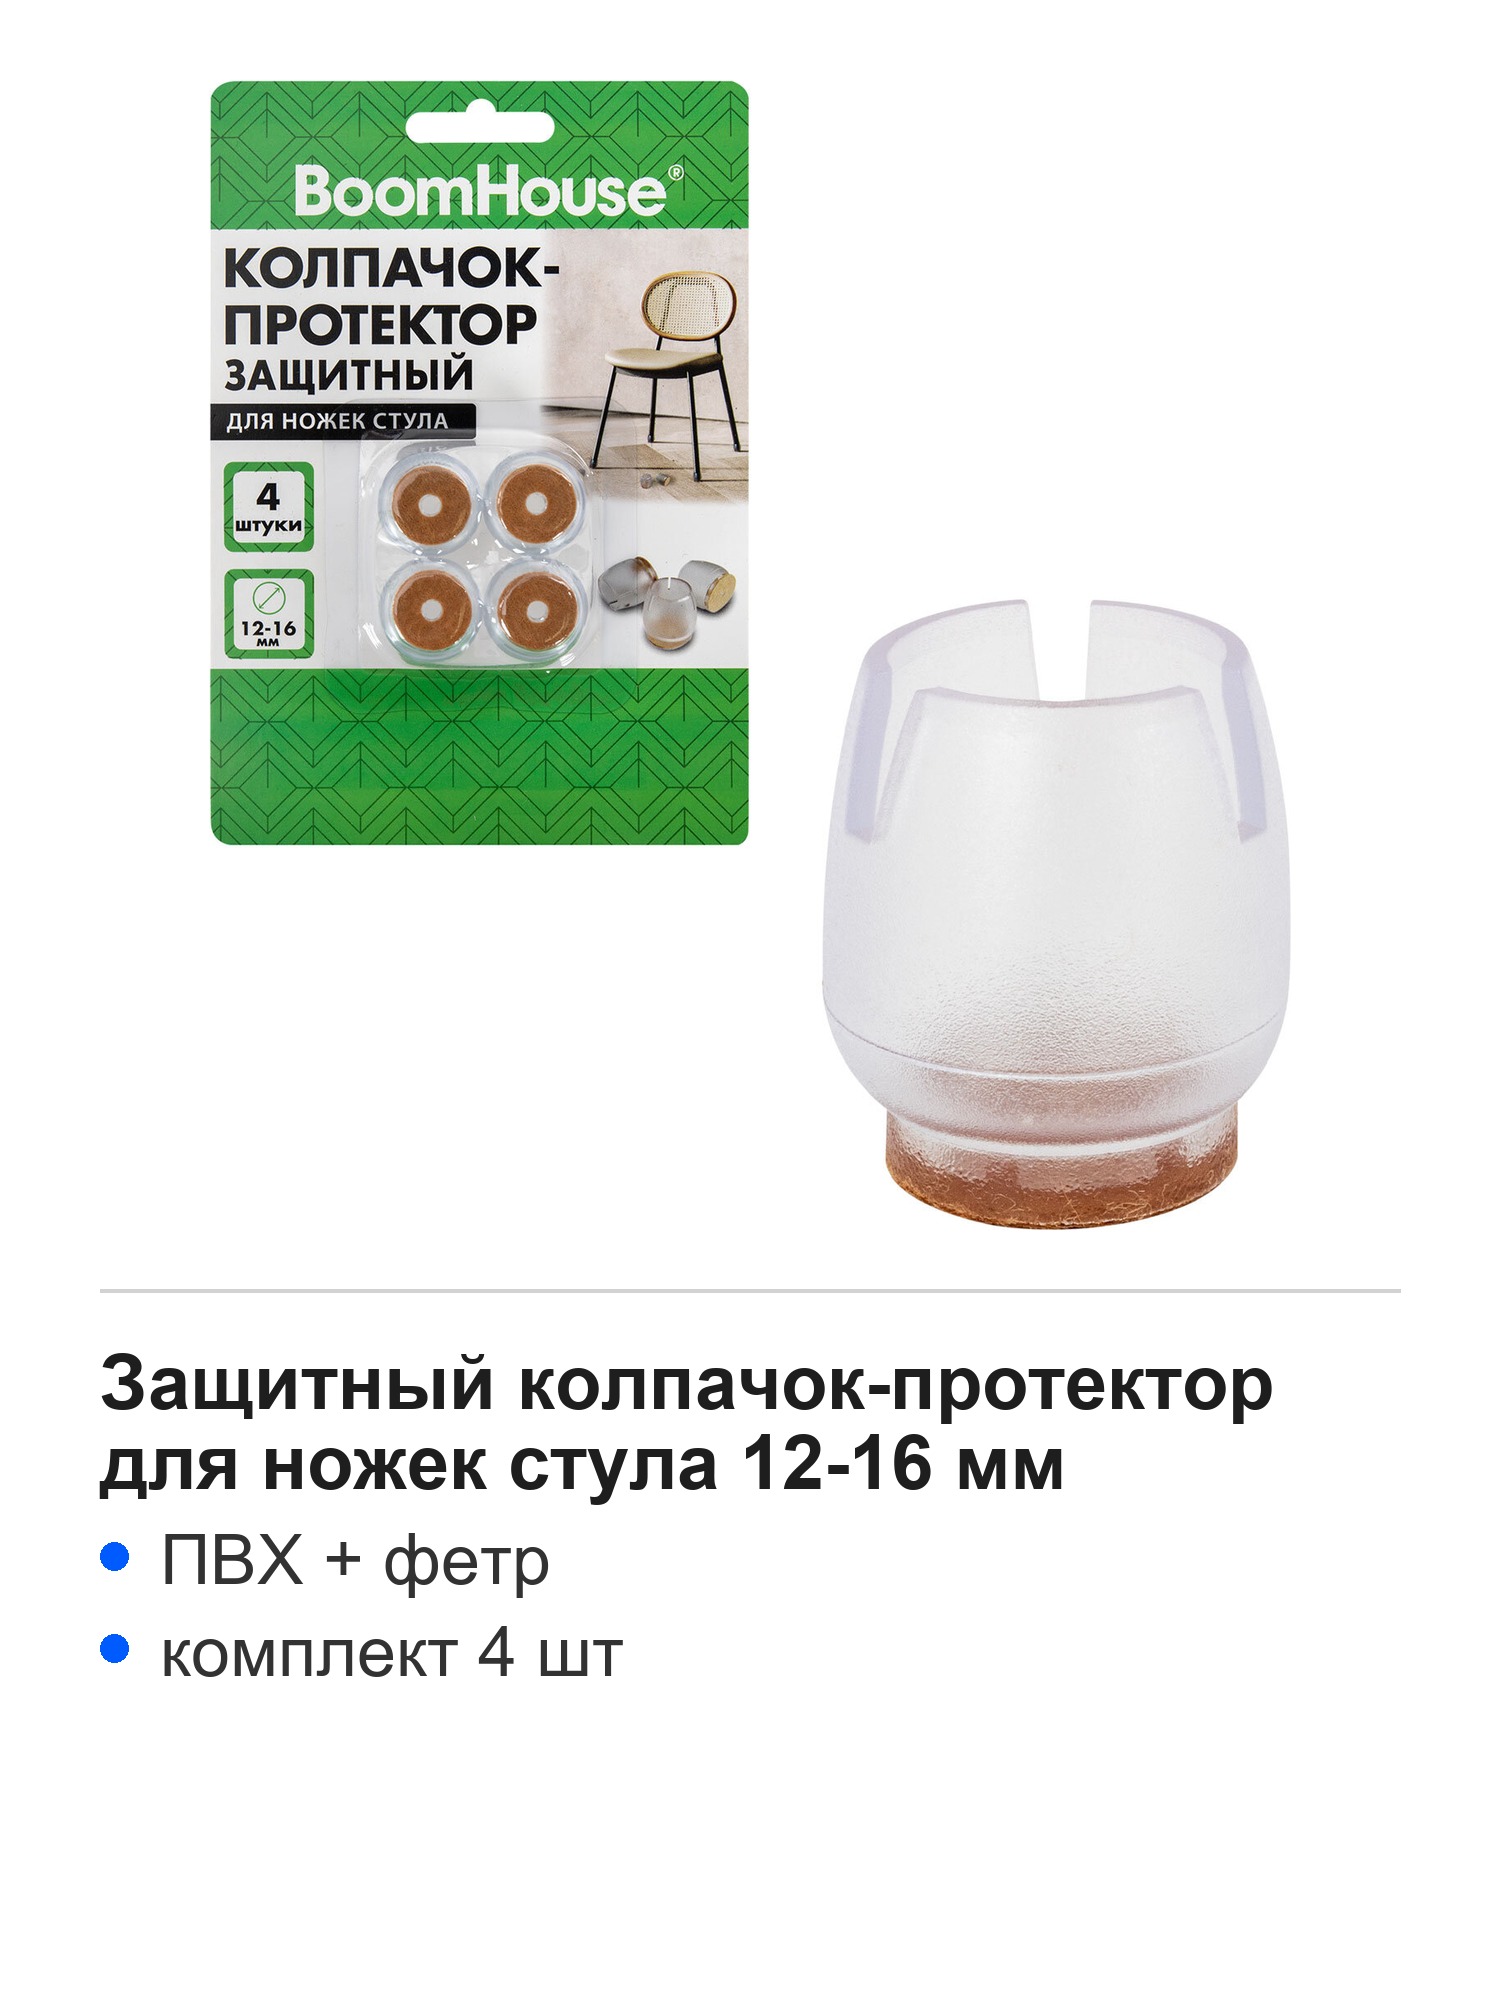 BoomHouse®
КОЛПАЧОК-
ПРОТЕКТОР
ЗАЩИТНЫЙ
ДЛЯ НОЖЕК СТУЛА
4
штуки
12-16
мм
Защитный колпачок-протектор
для ножек стула 12-16 мм
ПВХ + фетр
комплект 4 шт